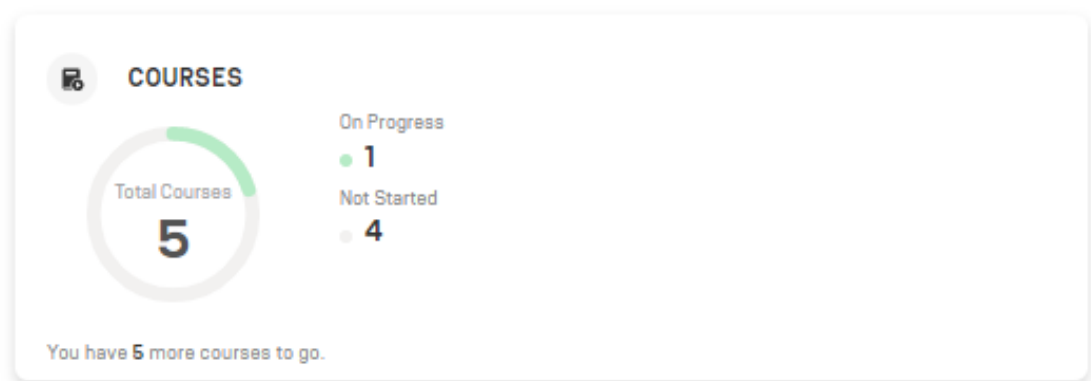 COURSES
On Progress
1
Total Courses
5
Not Started
4
You have 5 more courses to go.